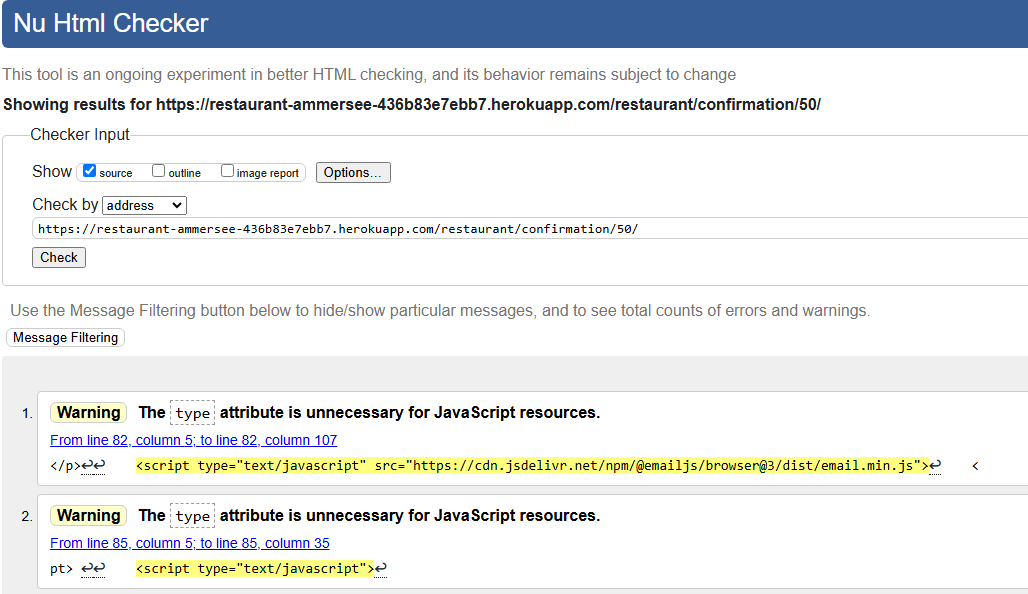 Nu Html Checker
This tool is an ongoing experiment in better HTML checking, and its behavior remains subject to change
Showing results for https://restaurant-ammersee-436b83e7ebb7.herokuapp.com/restaurant/confirmation/50/
Checker Input
Show source outline image report Options...
Check by address
https://restaurant-ammersee-436b83e7ebb7.herokuapp.com/restaurant/confirmation/50/
Check
Use the Message Filtering button below to hide/show particular messages, and to see total counts of errors and warnings.
Message Filtering
1. Warning The type attribute is unnecessary for JavaScript resources.
From line 82, column 5; to line 82, column 107
</p>↩↩ <script type="text/javascript" src="https://cdn.jsdelivr.net/npm/@emailjs/browser@3/dist/email.min.js">↩ <
2. Warning The type attribute is unnecessary for JavaScript resources.
From line 85, column 5; to line 85, column 35
pt> ↩↩ <script type="text/javascript">↩